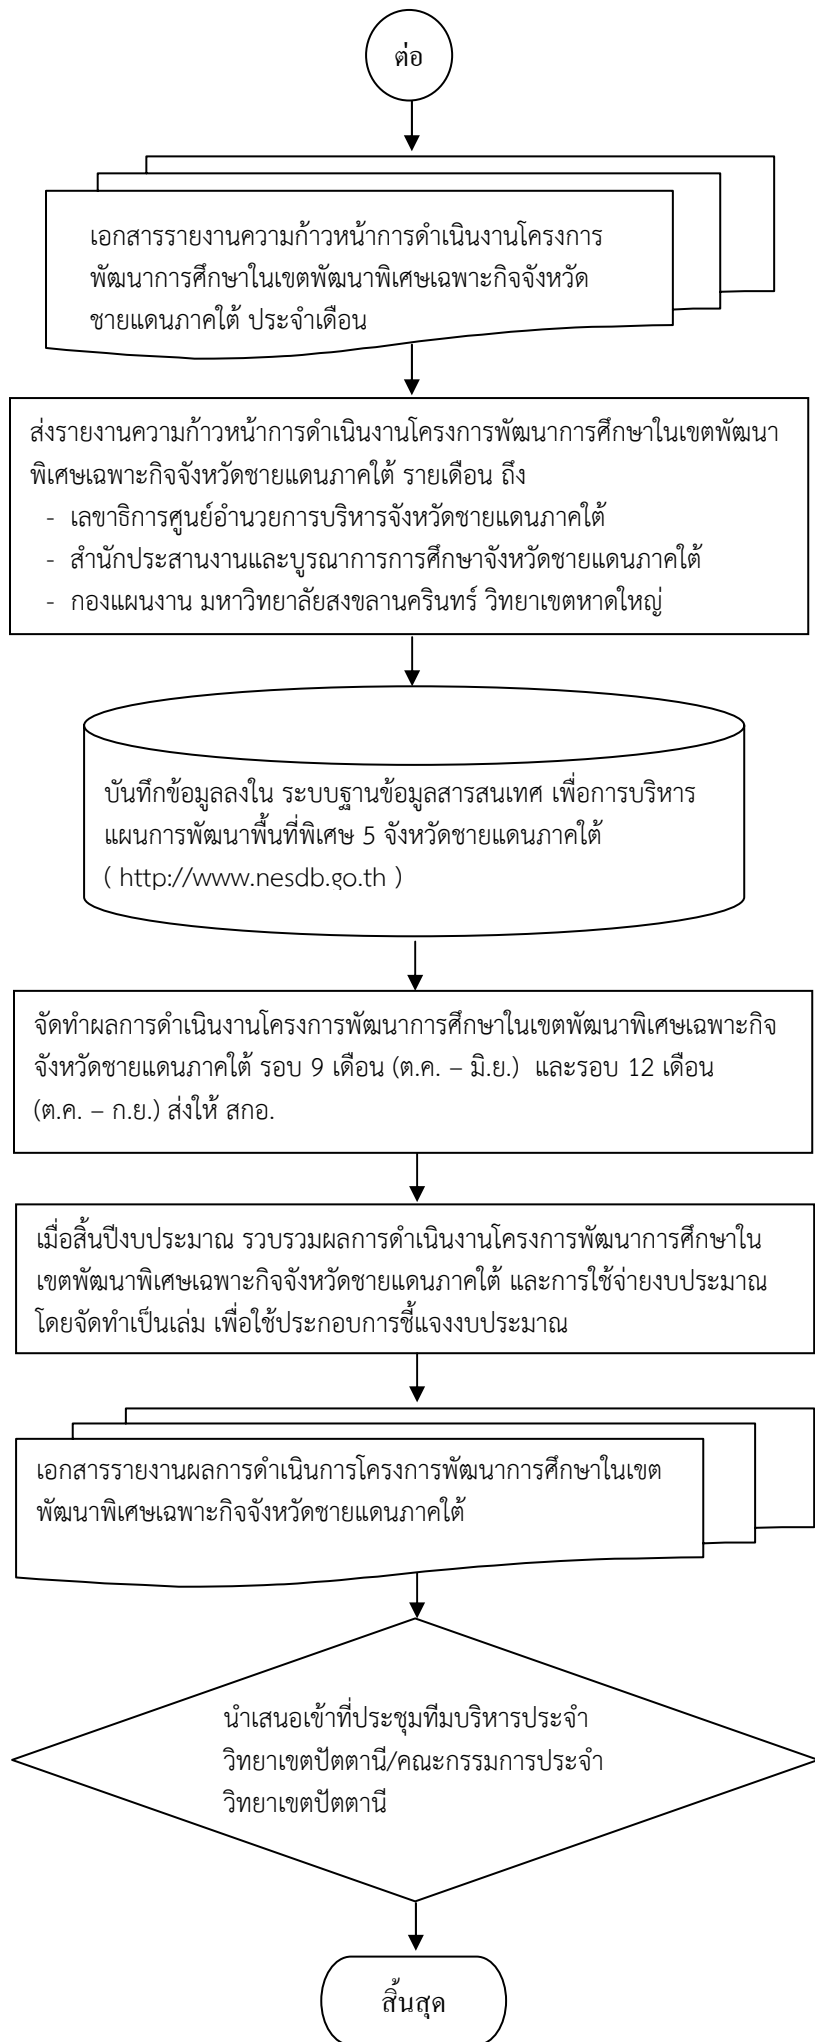 ต่อ
เอกสารรายงานความก้าวหน้าการดำเนินงานโครงการ
พัฒนาการศึกษาในเขตพัฒนาพิเศษเฉพาะกิจจังหวัด
ชายแดนภาคใต้ ประจำเดือน
ส่งรายงานความก้าวหน้าการดำเนินงานโครงการพัฒนาการศึกษาในเขตพัฒนา
พิเศษเฉพาะกิจจังหวัดชายแดนภาคใต้ รายเดือน ถึง
- เลขาธิการศูนย์อำนวยการบริหารจังหวัดชายแดนภาคใต้
- สำนักประสานงานและบูรณาการการศึกษาจังหวัดชายแดนภาคใต้
- กองแผนงาน มหาวิทยาลัยสงขลานครินทร์ วิทยาเขตหาดใหญ่
บันทึกข้อมูลลงใน ระบบฐานข้อมูลสารสนเทศ เพื่อการบริหาร
แผนการพัฒนาพื้นที่พิเศษ 5 จังหวัดชายแดนภาคใต้
( http://www.nesdb.go.th )
จัดทำผลการดำเนินงานโครงการพัฒนาการศึกษาในเขตพัฒนาพิเศษเฉพาะกิจ
จังหวัดชายแดนภาคใต้ รอบ 9 เดือน (ต.ค. – มิ.ย.) และรอบ 12 เดือน
(ต.ค. – ก.ย.) ส่งให้ สกอ.
เมื่อสิ้นปีงบประมาณ รวบรวมผลการดำเนินงานโครงการพัฒนาการศึกษาใน
เขตพัฒนาพิเศษเฉพาะกิจจังหวัดชายแดนภาคใต้ และการใช้จ่ายงบประมาณ
โดยจัดทำเป็นเล่ม เพื่อใช้ประกอบการชี้แจงงบประมาณ
เอกสารรายงานผลการดำเนินการโครงการพัฒนาการศึกษาในเขต
พัฒนาพิเศษเฉพาะกิจจังหวัดชายแดนภาคใต้
นำเสนอเข้าที่ประชุมทีมบริหารประจำ
วิทยาเขตปัตตานี/คณะกรรมการประจำ
วิทยาเขตปัตตานี
สิ้นสุด